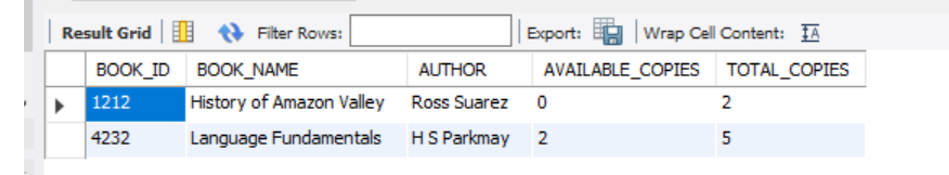 Result Grid Filter Rows: Export: Wrap Cell Content: IA
BOOK_ID BOOK_NAME AUTHOR AVAILABLE_COPIES TOTAL_COPIES
1212 History of Amazon Valley Ross Suarez 0 2
4232 Language Fundamentals H S Parkmay 2 5